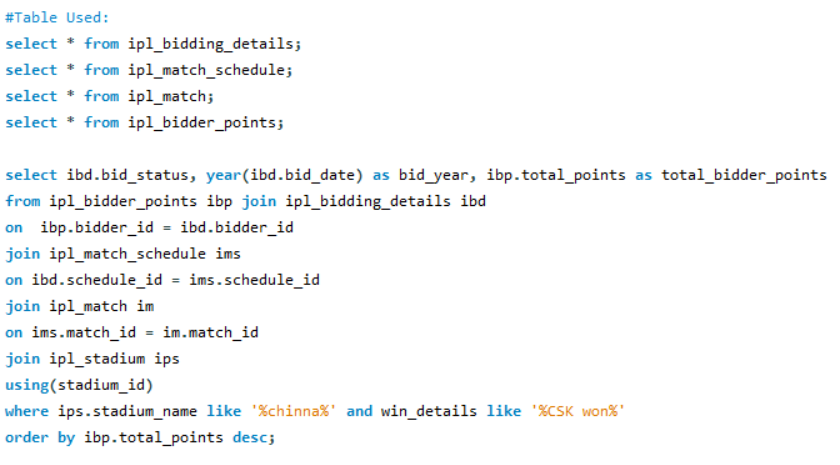 #Table Used:
select * from ipl_bidding_details;
select * from ipl_match_schedule;
select * from ipl_match;
select * from ipl_bidder_points;
select ibd.bid_status, year(ibd.bid_date) as bid_year, ibp.total_points as total_bidder_points
from ipl_bidder_points ibp join ipl_bidding_details ibd
on  ibp.bidder_id = ibd.bidder_id
join ipl_match_schedule ims
on ibd.schedule_id = ims.schedule_id
join ipl_match im
on ims.match_id = im.match_id
join ipl_stadium ips
using(stadium_id)
where ips.stadium_name like '%chinna%' and win_details like '%CSK won%'
order by ibp.total_points desc;